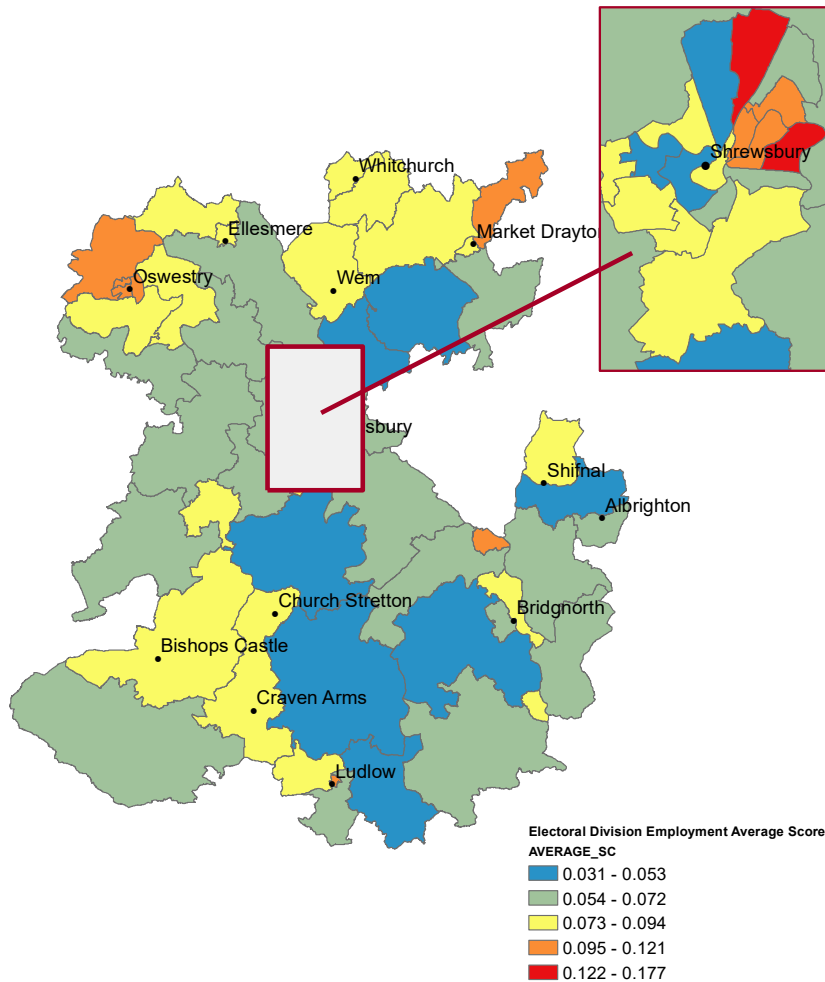 Shrewsbury
Whitchurch
Ellesmere
Market Drayto
Oswestry
Wem
sbury
Shifnal
Albrighton
Church Stretton
Bridgnorth
Bishops Castle
Craven Arms
Ludlow
Electoral Division Employment Average Score
AVERAGE_SC
0.031 - 0.053
0.054 - 0.072
0.073 - 0.094
0.095 - 0.121
0.122 - 0.177